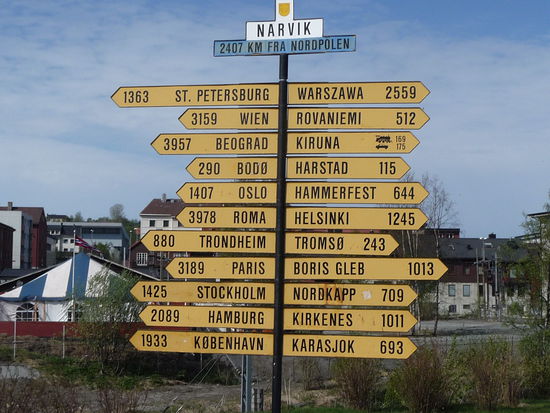 NARVIK
2407 KM FRA NORDPOLEN
1363 ST. PETERSBURG
WARSZAWA 2559
3159 WIEN
ROVANIEMI 512
3957 BEOGRAD
KIRUNA 169
175
290 BODØ
HARSTAD 115
1407 OSLO
HAMMERFEST 644
3978 ROMA
HELSINKI 1245
880 TRONDHEIM
TROMSØ 243
3189 PARIS
BORIS GLEB 1013
1425 STOCKHOLM
NORDKAPP 709
2089 HAMBURG
KIRKENES 1011
1933 KØBENHAVN
KARASJOK 693